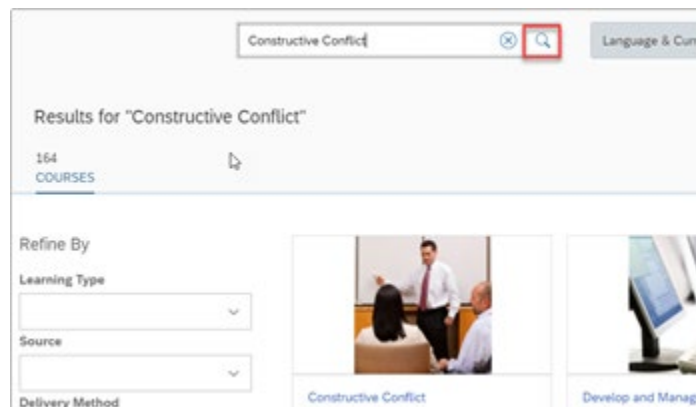 Constructive Conflict
Language & Cur
Results for "Constructive Conflict"
164
COURSES
Refine By
Learning Type
Source
Delivery Method
Constructive Conflict
Develop and Manag